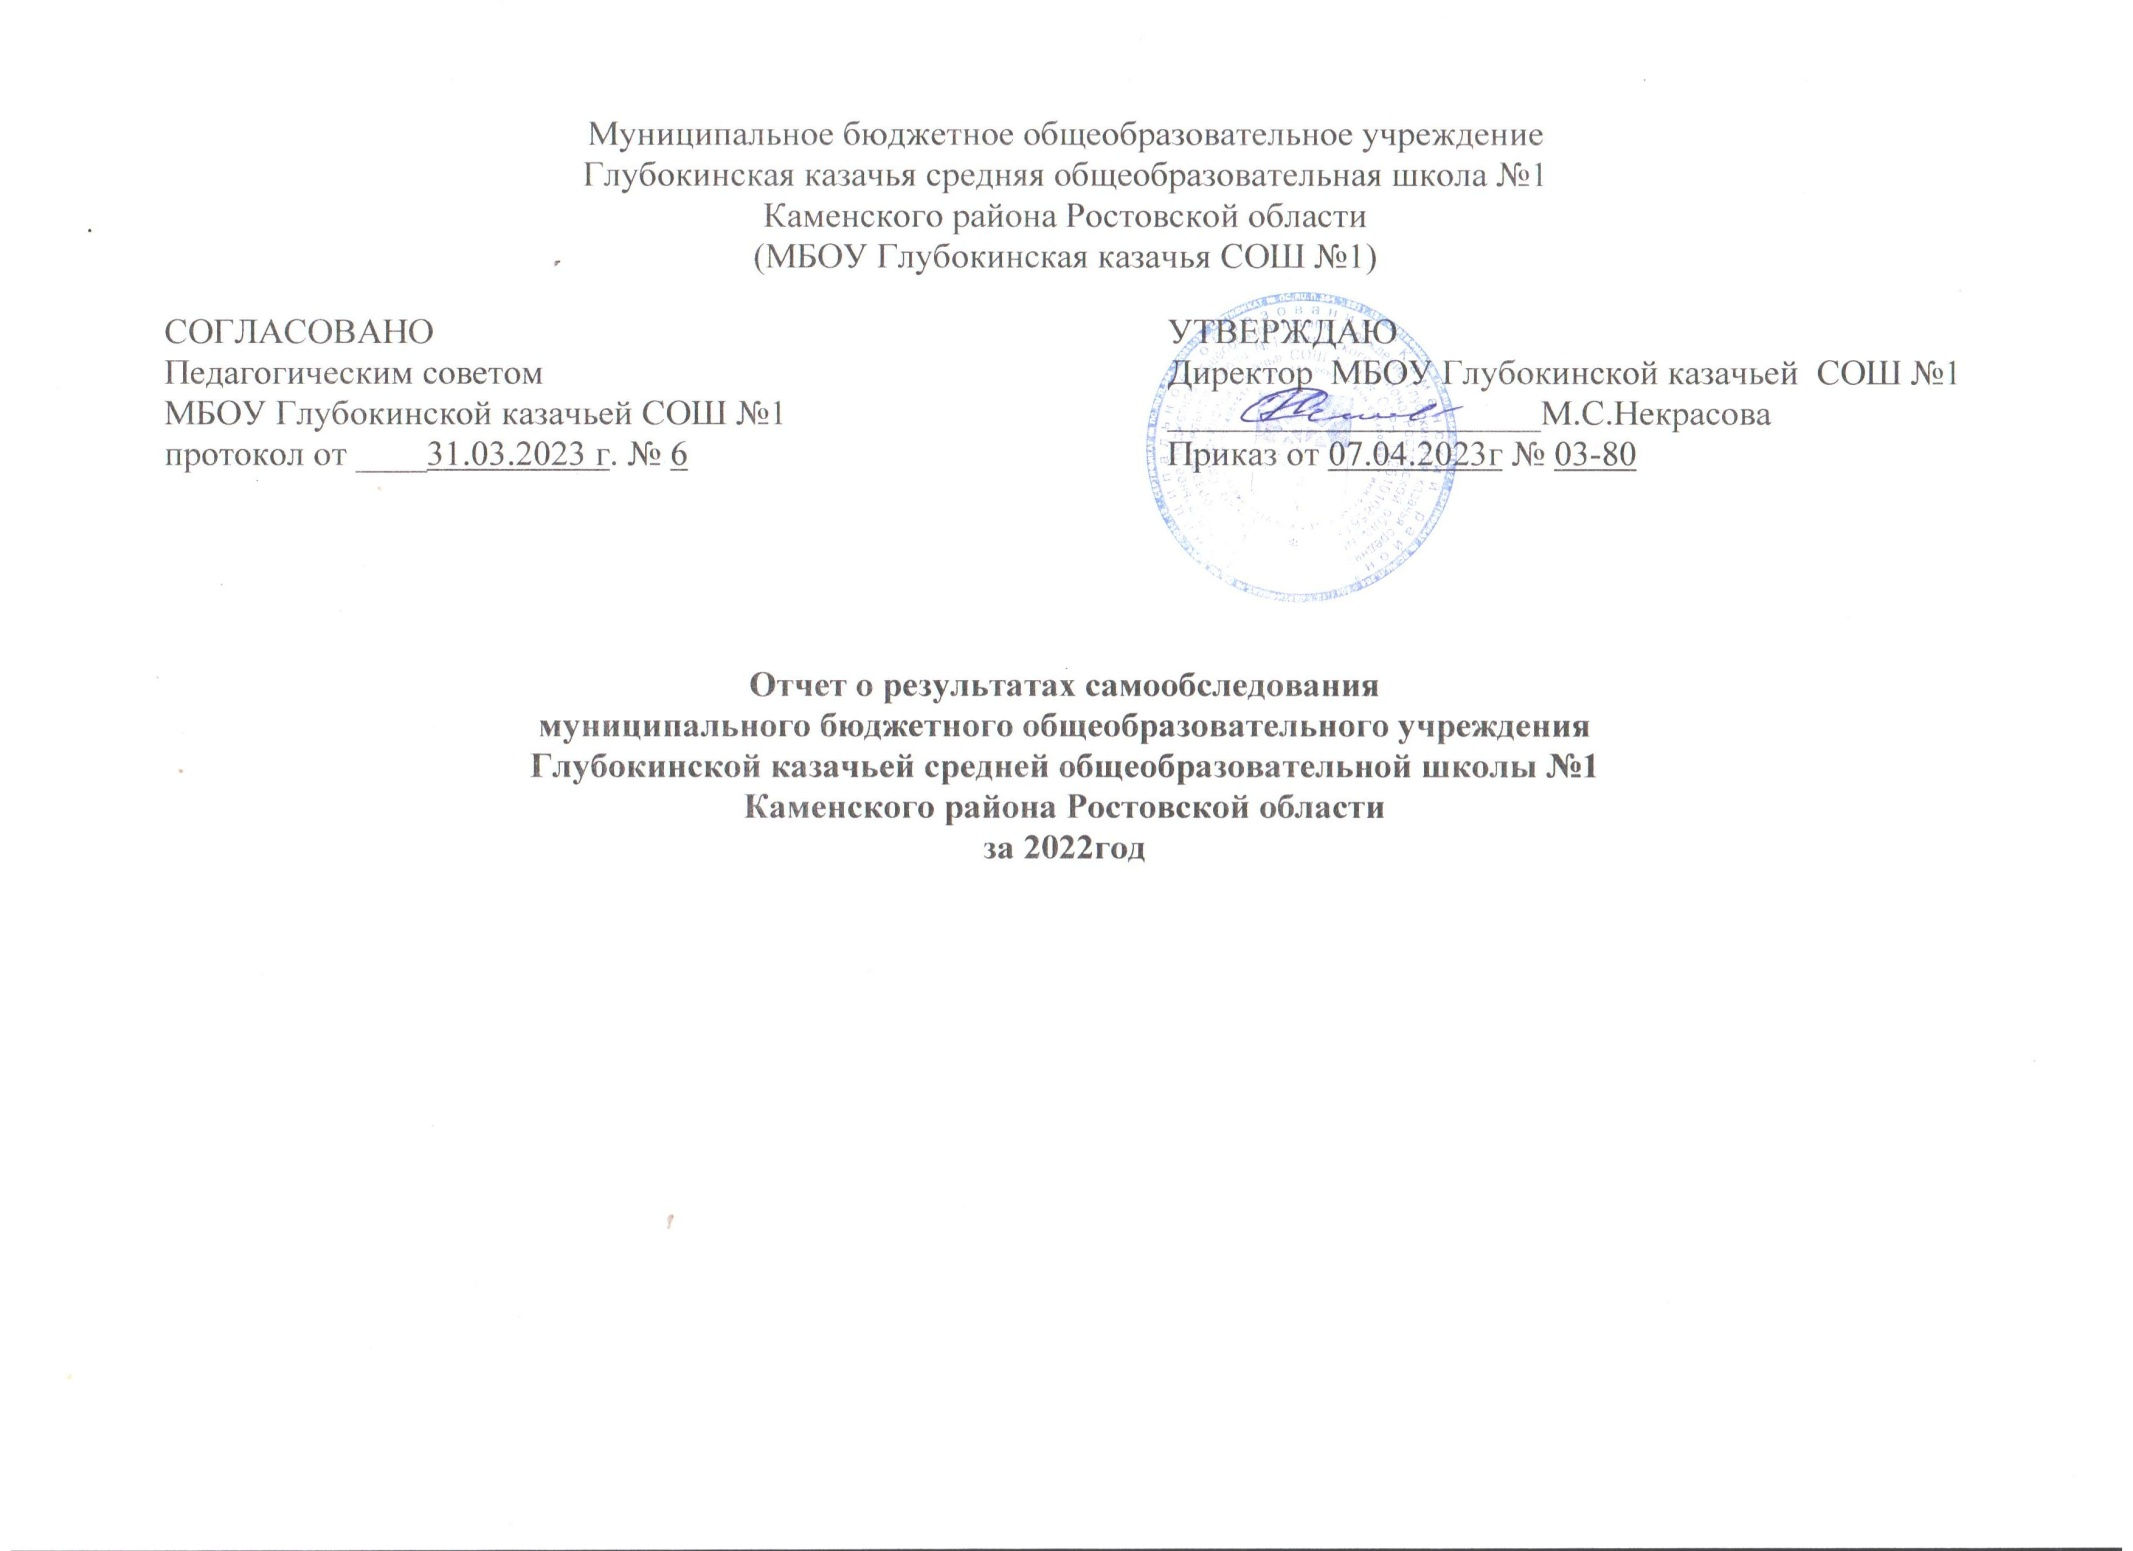 Муниципальное бюджетное общеобразовательное учреждение
Глубокинская казачья средняя общеобразовательная школа №1
Каменского района Ростовской области
(МБОУ Глубокинская казачья СОШ №1)
СОГЛАСОВАНО
Педагогическим советом
МБОУ Глубокинской казачьей СОШ №1
протокол от ____31.03.2023 г. № 6
УТВЕРЖДАЮ
Директор МБОУ Глубокинской казачьей СОШ №1
_____________________М.С.Некрасова
Приказ от 07.04.2023г № 03-80
Отчет о результатах самообследования
муниципального бюджетного общеобразовательного учреждения
Глубокинской казачьей средней общеобразовательной школы №1
Каменского района Ростовской области
за 2022год